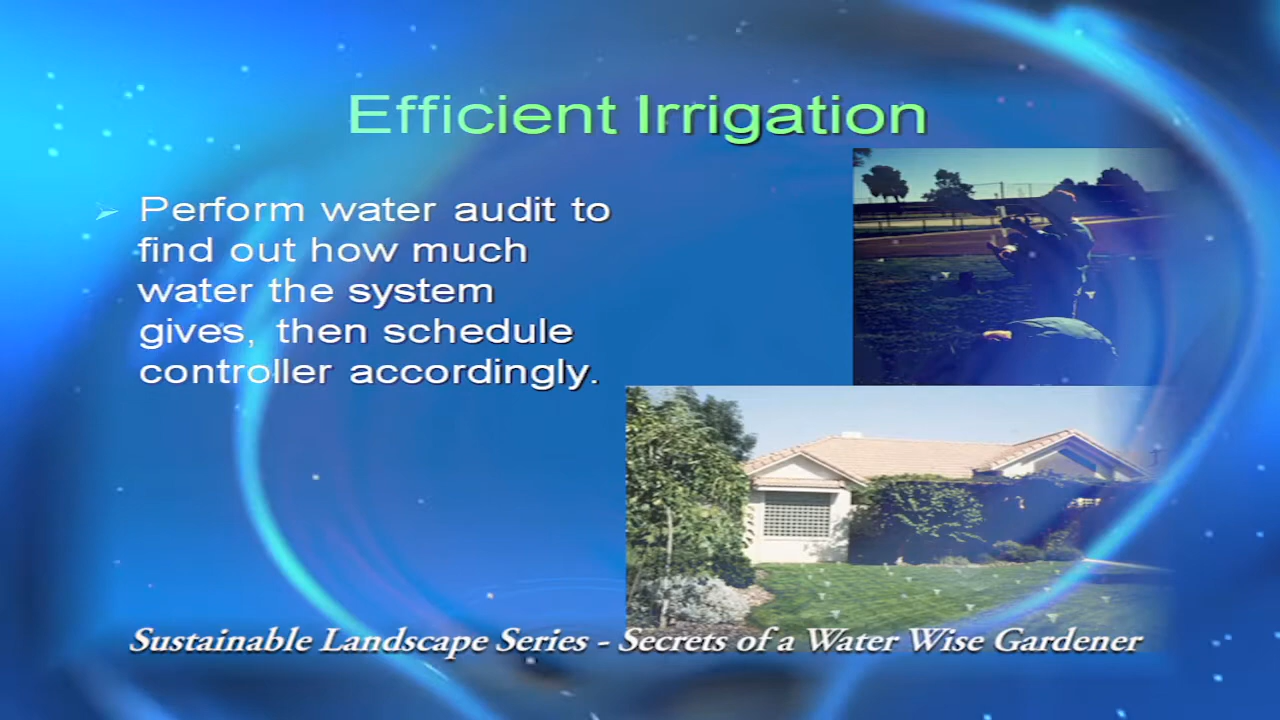 Efficient Irrigation
Perform water audit to
find out how much
water the system
gives, then schedule
controller accordingly.
Sustainable Landscape Series - Secrets of a Water Wise Gardener